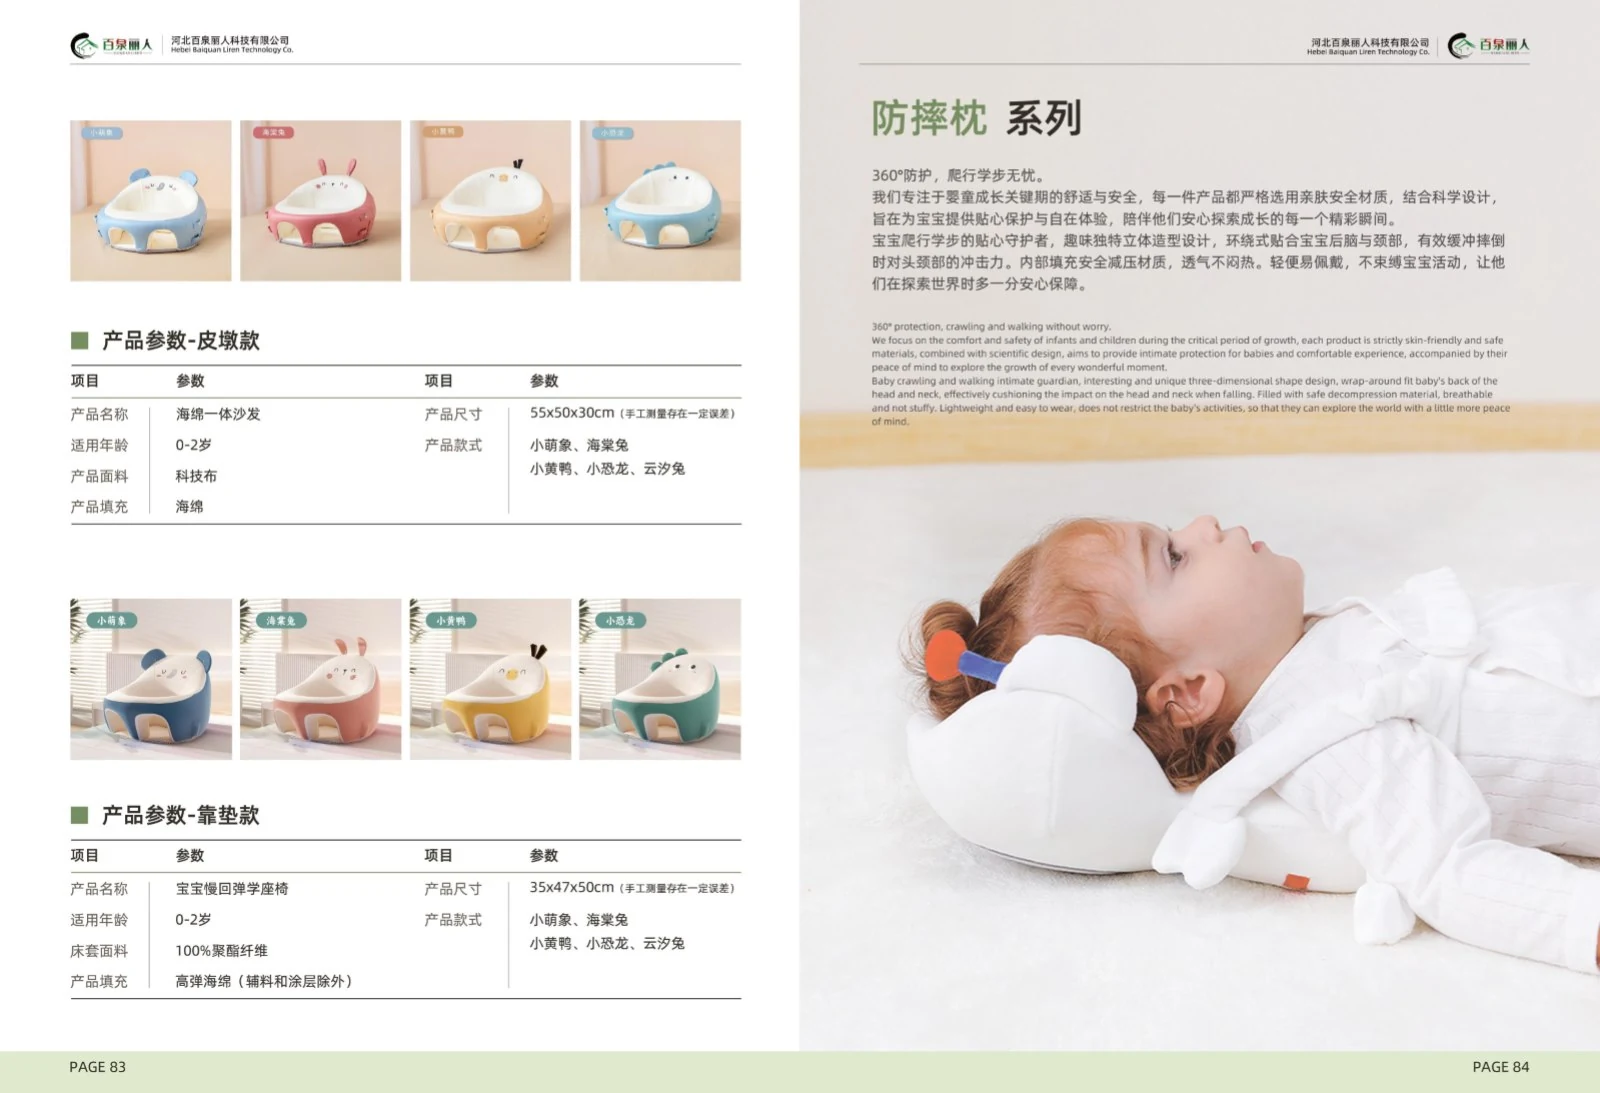 百泉丽人
河北百泉丽人科技有限公司
Hebei Baiquan Liren Technology Co.
小萌象
海棠兔
小黄鸭
小恐龙
产品参数-皮墩款
项目 参数 项目 参数
产品名称 海绵一体沙发 产品尺寸 55x50x30cm（手工测量存在一定误差）
适用年龄 0-2岁 产品款式 小萌象、海棠兔
小黄鸭、小恐龙、云汐兔
产品面料 科技布
产品填充 海绵
小萌象
海棠兔
小黄鸭
小恐龙
产品参数-靠垫款
项目 参数 项目 参数
产品名称 宝宝慢回弹学座椅 产品尺寸 35x47x50cm（手工测量存在一定误差）
适用年龄 0-2岁 产品款式 小萌象、海棠兔
小黄鸭、小恐龙、云汐兔
床套面料 100%聚酯纤维
产品填充 高弹海绵（辅料和涂层除外）
PAGE 83
河北百泉丽人科技有限公司
Hebei Baiquan Liren Technology Co.
百泉丽人
防摔枕 系列
360°防护，爬行学步无忧。
我们专注于婴童成长关键期的舒适与安全，每一件产品都严格选用亲肤安全材质，结合科学设计，
旨在为宝宝提供贴心保护与自在体验，陪伴他们安心探索成长的每一个精彩瞬间。
宝宝爬行学步的贴心守护者，趣味独特立体造型设计，环绕式贴合宝宝后脑与颈部，有效缓冲摔倒
时对头颈部的冲击力。内部填充安全减压材质，透气不闷热。轻便易佩戴，不束缚宝宝活动，让他
们在探索世界时多一分安心保障。
360° protection, crawling and walking without worry.
We focus on the comfort and safety of infants and children during the critical period of growth, each product is strictly skin-friendly and safe
materials, combined with scientific design, aims to provide intimate protection for babies and comfortable experience, accompanied by their
peace of mind to explore the growth of every wonderful moment.
Baby crawling and walking intimate guardian, interesting and unique three-dimensional shape design, wrap-around fit baby's back of the
head and neck, effectively cushioning the impact on the head and neck when falling. Filled with safe decompression material, breathable
and not stuffy. Lightweight and easy to wear, does not restrict the baby's activities, so that they can explore the world with a little more peace
of mind.
PAGE 84